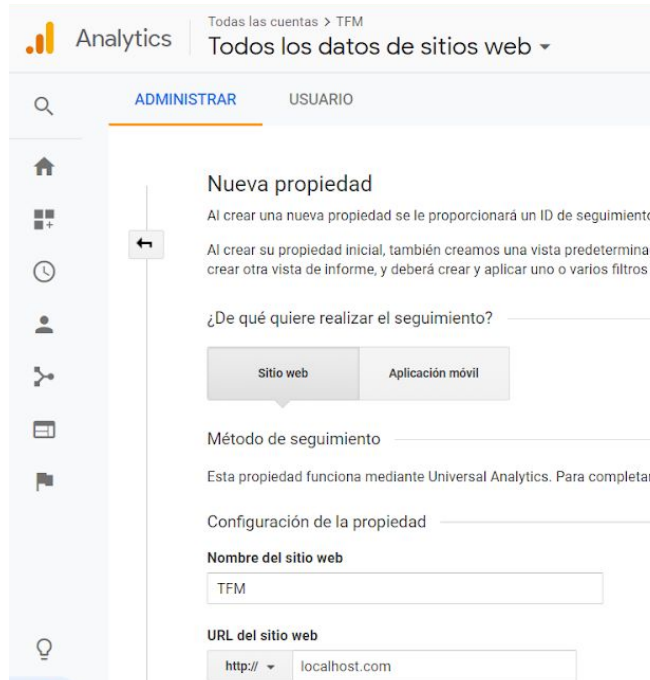 Todas las cuentas > TFM
Analytics
Todos los datos de sitios web
ADMINISTRAR USUARIO
Nueva propiedad
Al crear una nueva propiedad se le proporcionará un ID de seguimiento
Al crear su propiedad inicial, también creamos una vista predetermina
crear otra vista de informe, y deberá crear y aplicar uno o varios filtros
¿De qué quiere realizar el seguimiento?
Sitio web Aplicación móvil
Método de seguimiento
Esta propiedad funciona mediante Universal Analytics. Para completar
Configuración de la propiedad
Nombre del sitio web
TFM
URL del sitio web
http:// localhost.com